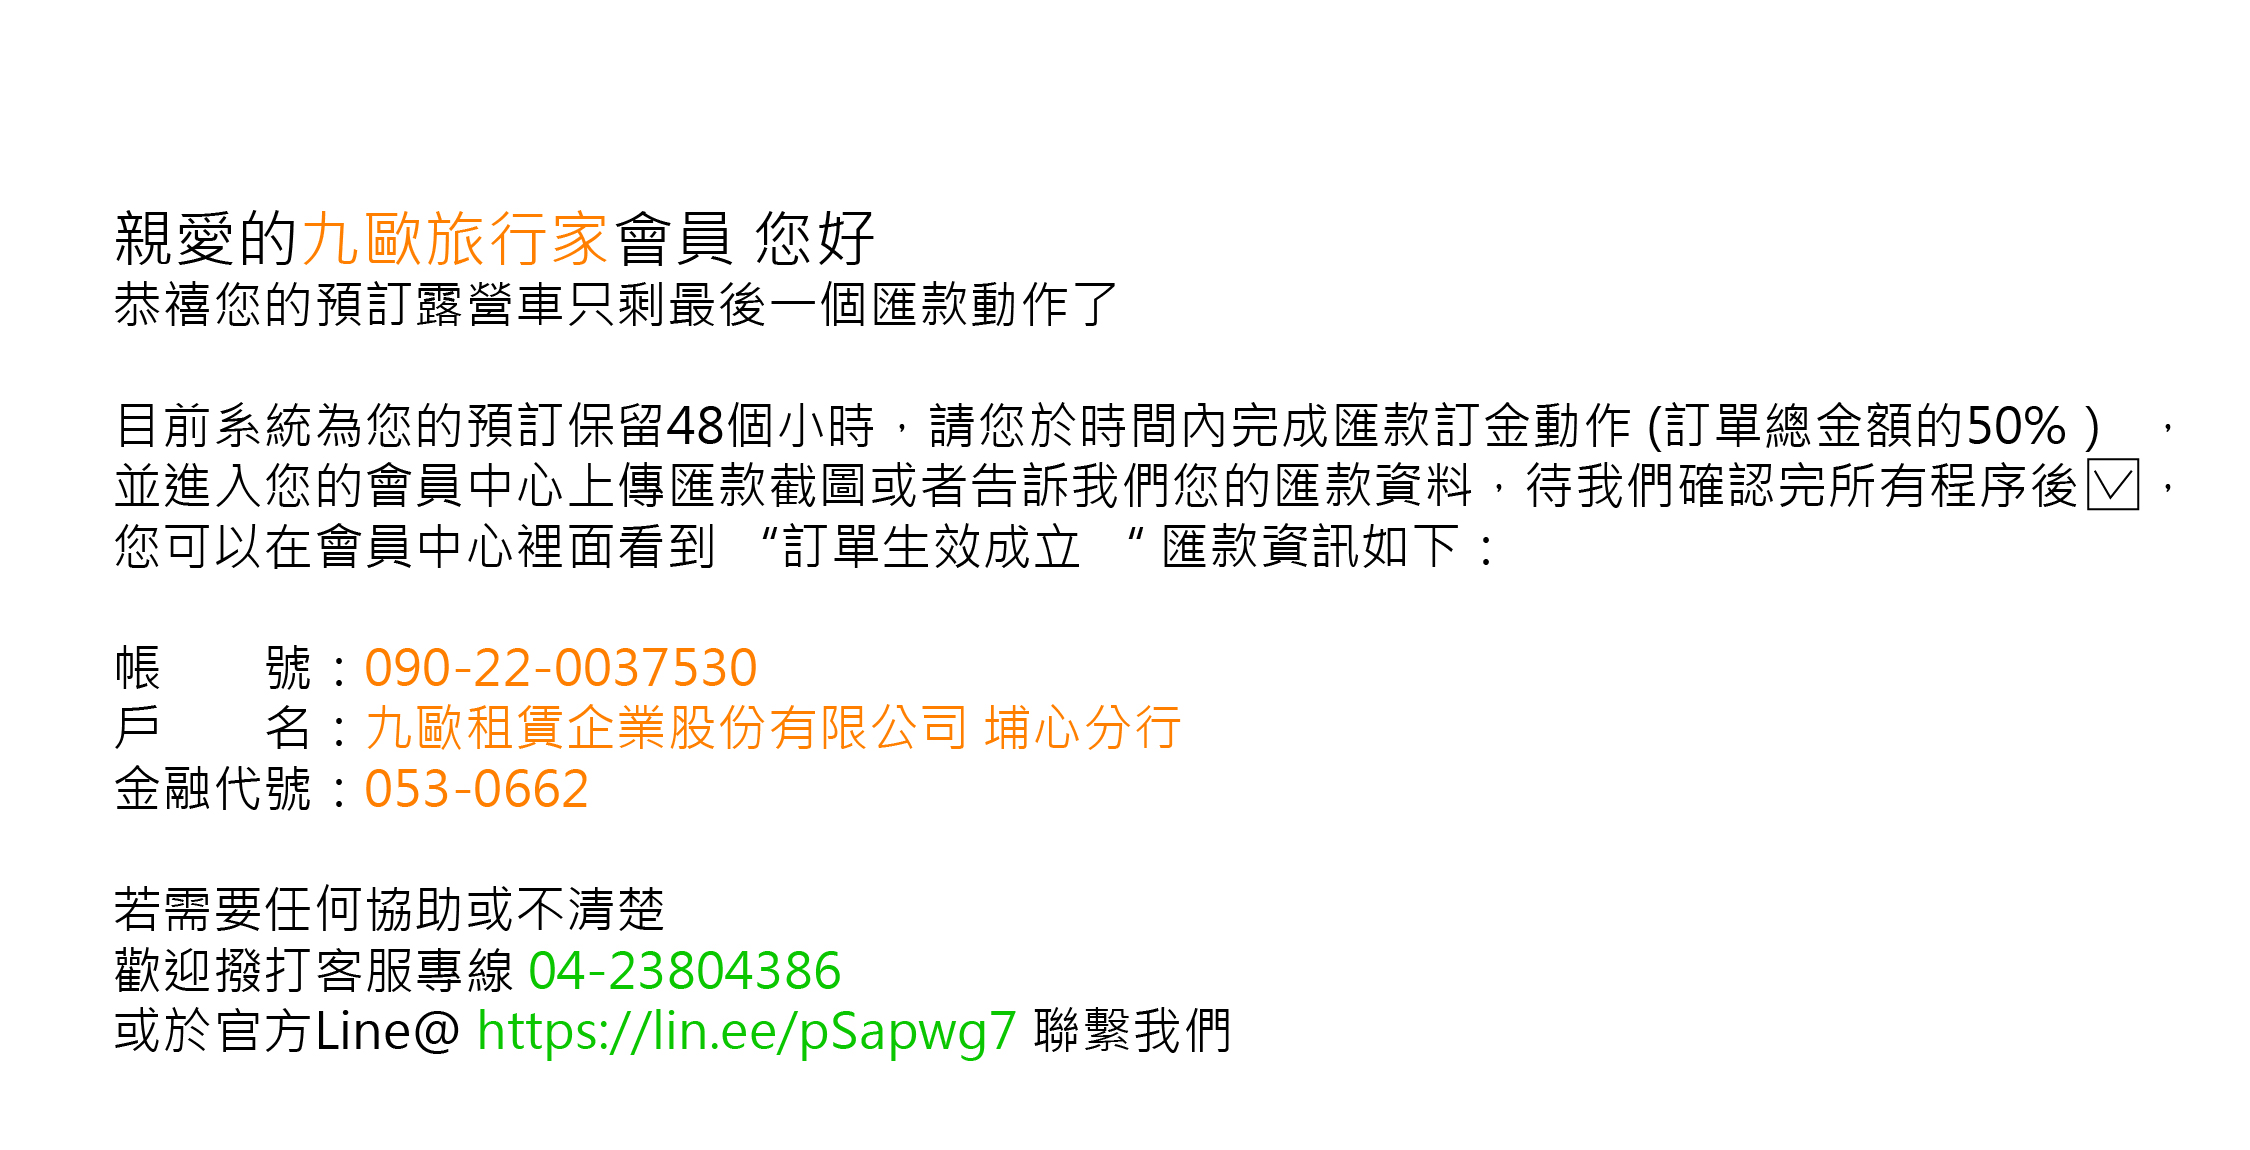 親愛的九歐旅行家會員 您好
恭禧您的預訂露營車只剩最後一個匯款動作了
目前系統為您的預訂保留48個小時，請您於時間內完成匯款訂金動作 (訂單總金額的50% ) ，
並進入您的會員中心上傳匯款截圖或者告訴我們您的匯款資料，待我們確認完所有程序後☑，
您可以在會員中心裡面看到 “訂單生效成立 “ 匯款資訊如下：
帳　　號：090-22-0037530
戶　　名：九歐租賃企業股份有限公司 埔心分行
金融代號：053-0662
若需要任何協助或不清楚
歡迎撥打客服專線 04-23804386
或於官方Line@ https://lin.ee/pSapwg7 聯繫我們